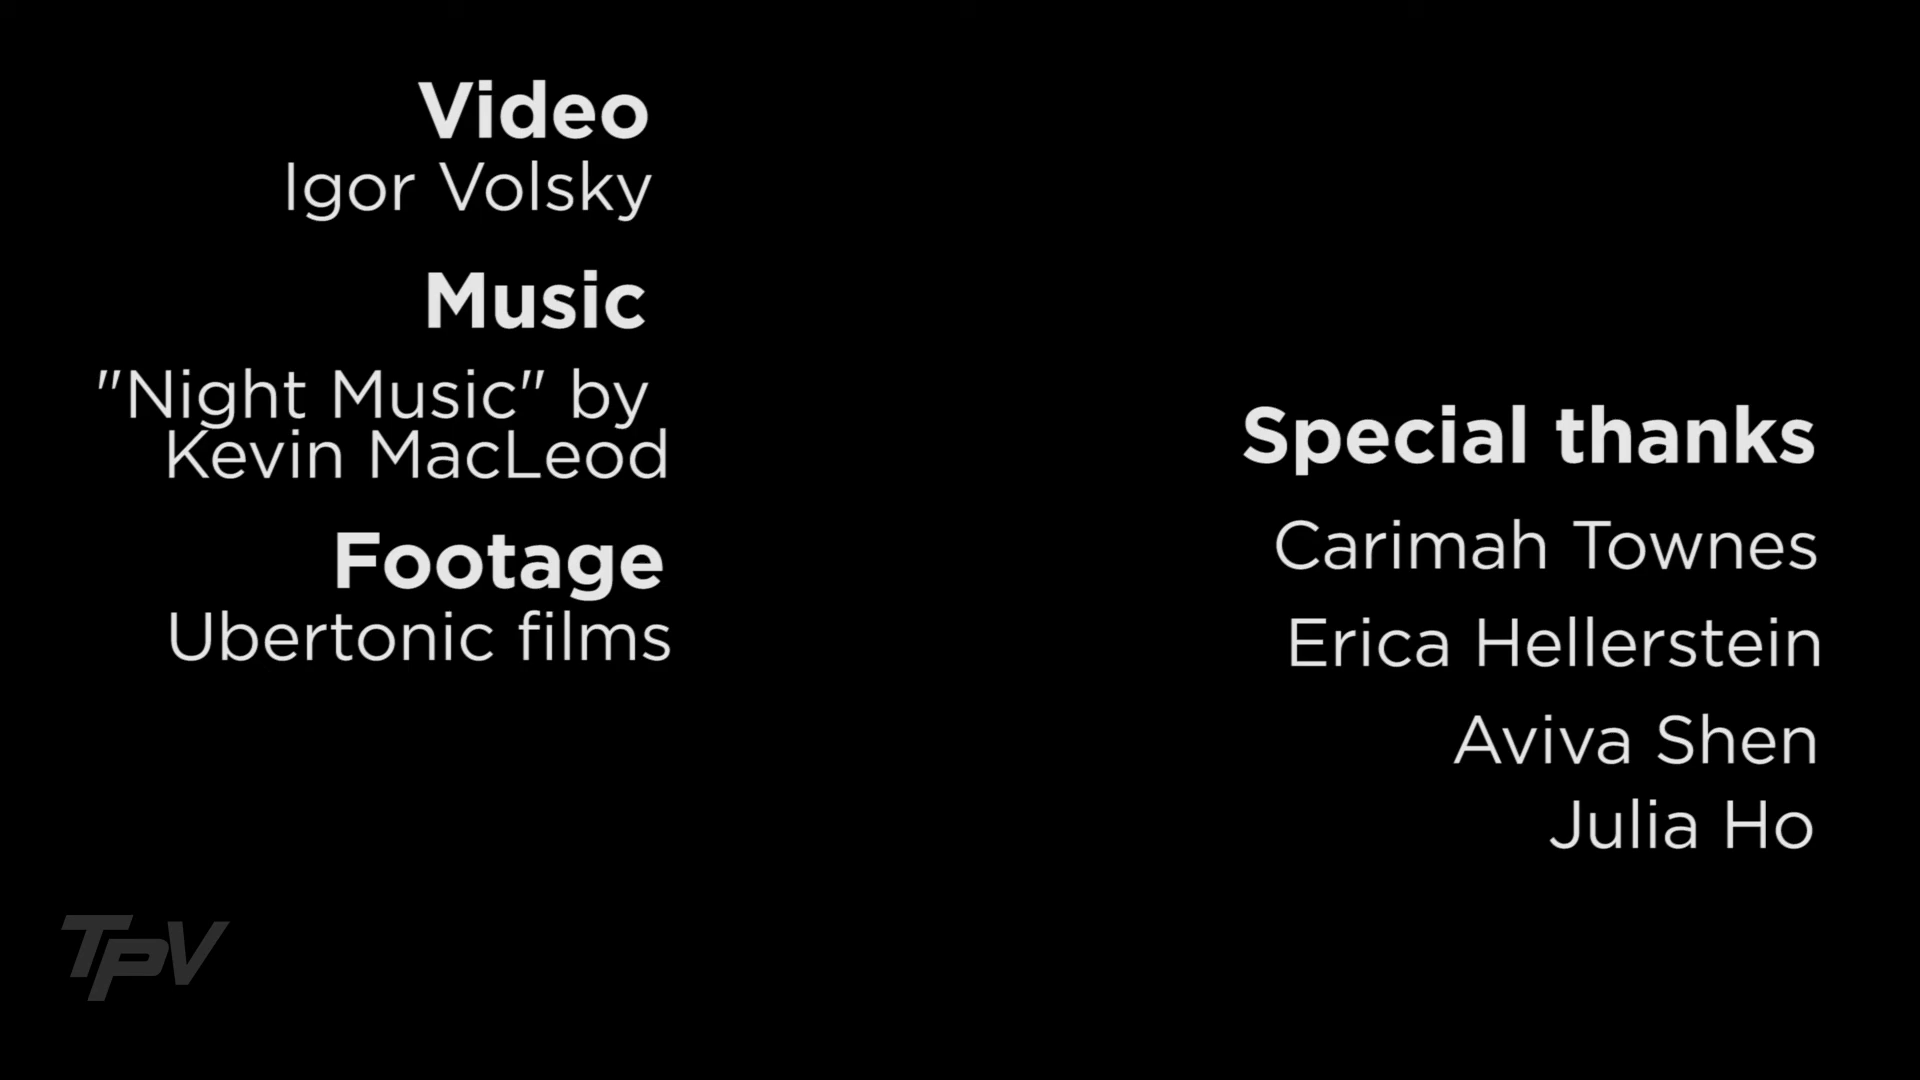 Video
Igor Volsky
Music
"Night Music" by
Kevin MacLeod
Footage
Ubertonic films
Special thanks
Carimah Townes
Erica Hellerstein
Aviva Shen
Julia Ho
TPV